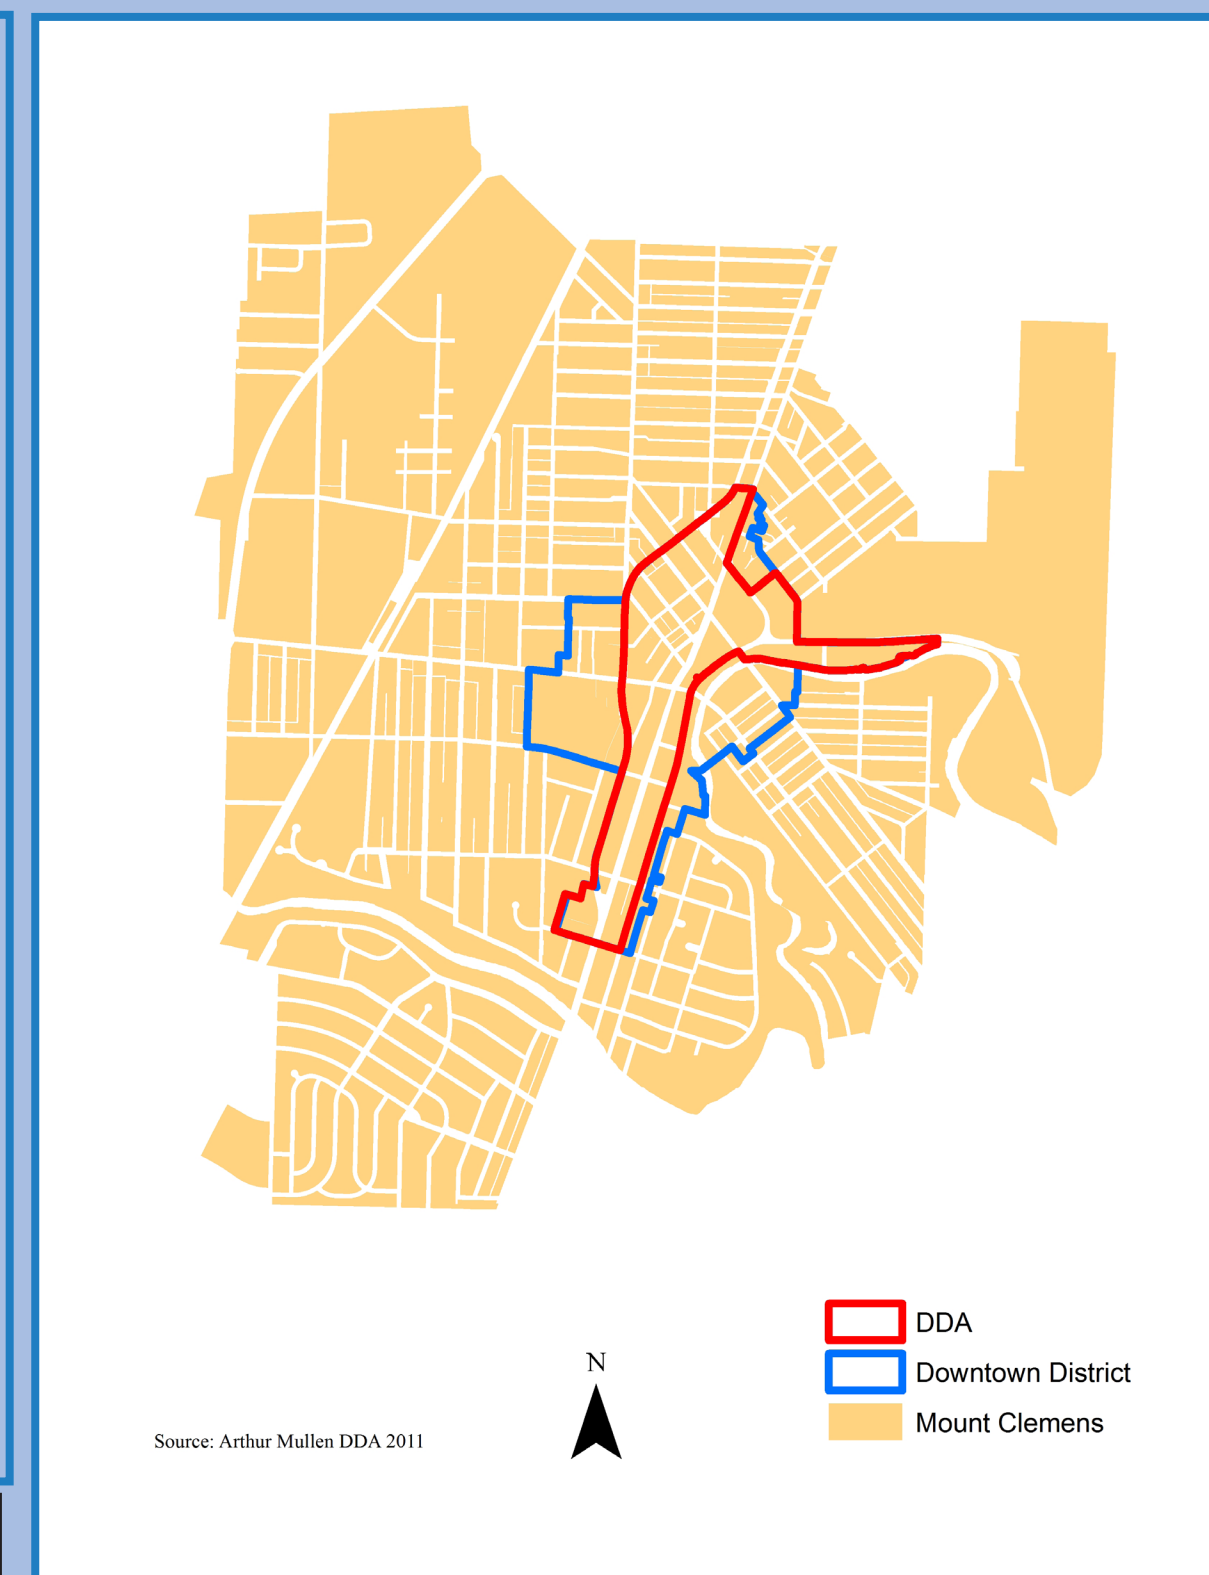 DDA
Downtown District
Mount Clemens
N
Source: Arthur Mullen DDA 2011